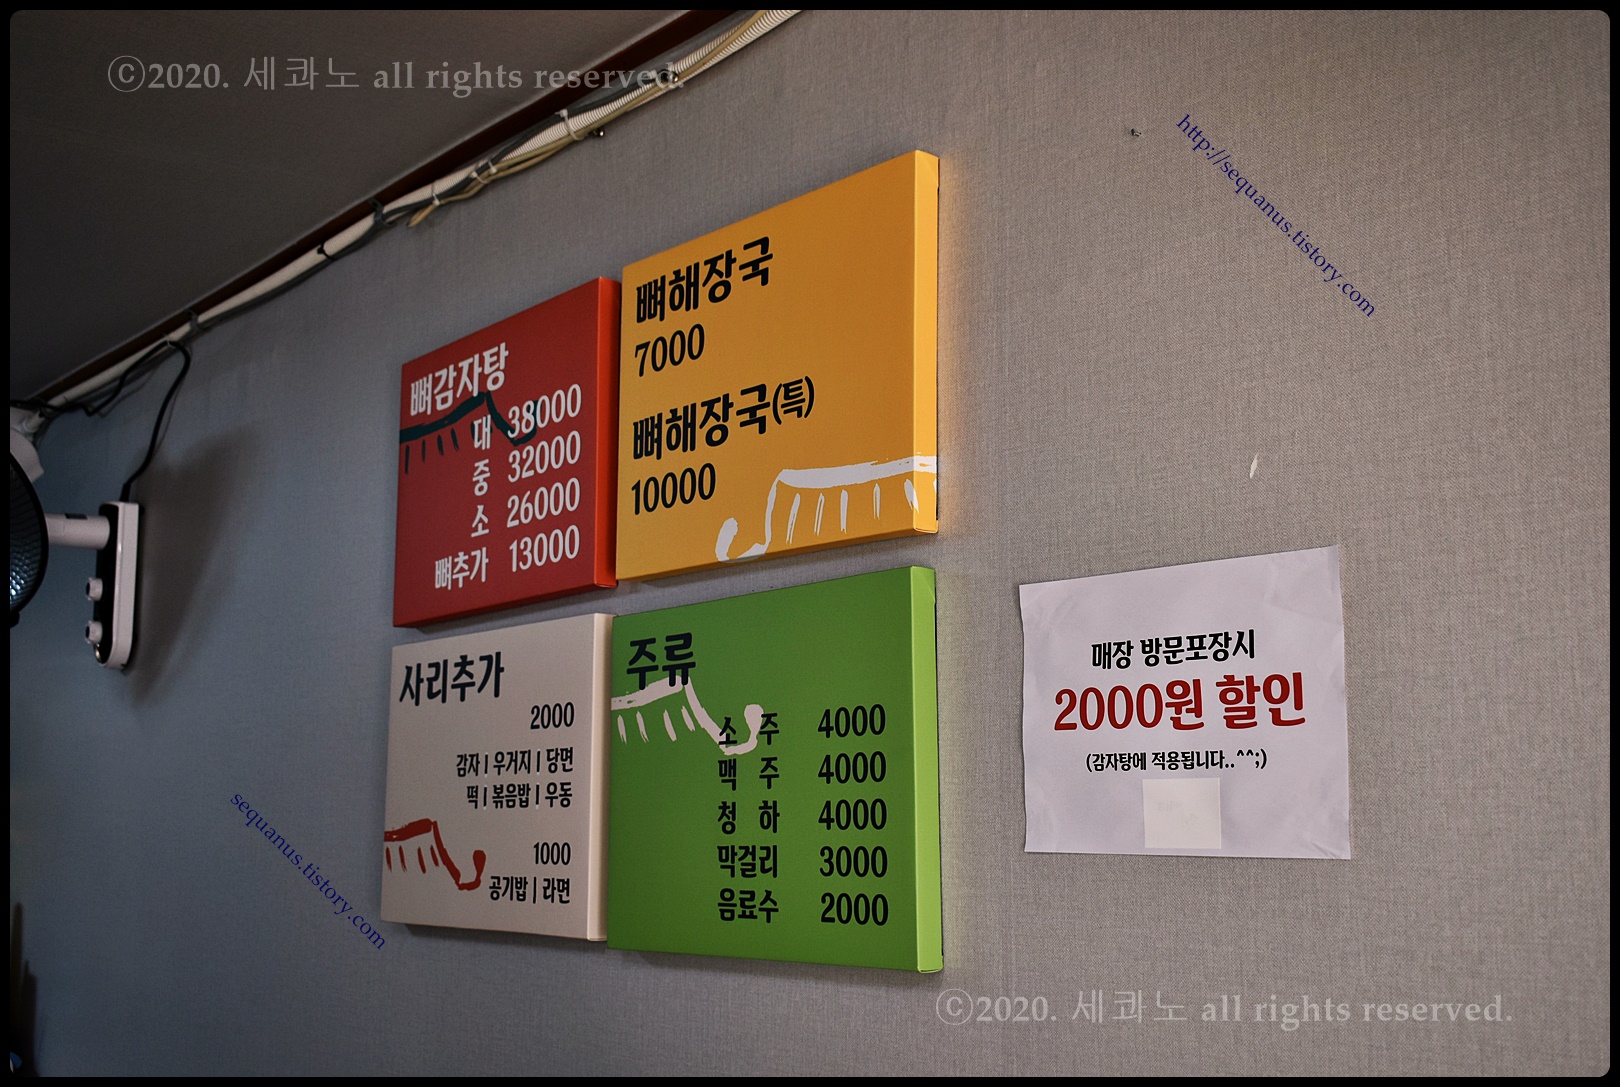 ⓒ2020. 세콰노 all rights reserved.
http://sequanus.tistory.com
뼈감자탕
대 38000
중 32000
소 26000
뼈추가 13000
뼈해장국
7000
뼈해장국(특)
10000
사리추가
2000
감자 | 우거지 | 당면
떡 | 볶음밥 | 우동
1000
공기밥 | 라면
주류
소 주 4000
맥 주 4000
청 하 4000
막걸리 3000
음료수 2000
매장 방문포장시
2000원 할인
(감자탕에 적용됩니다..^^;)
sequanus.tistory.com
ⓒ2020. 세콰노 all rights reserved.